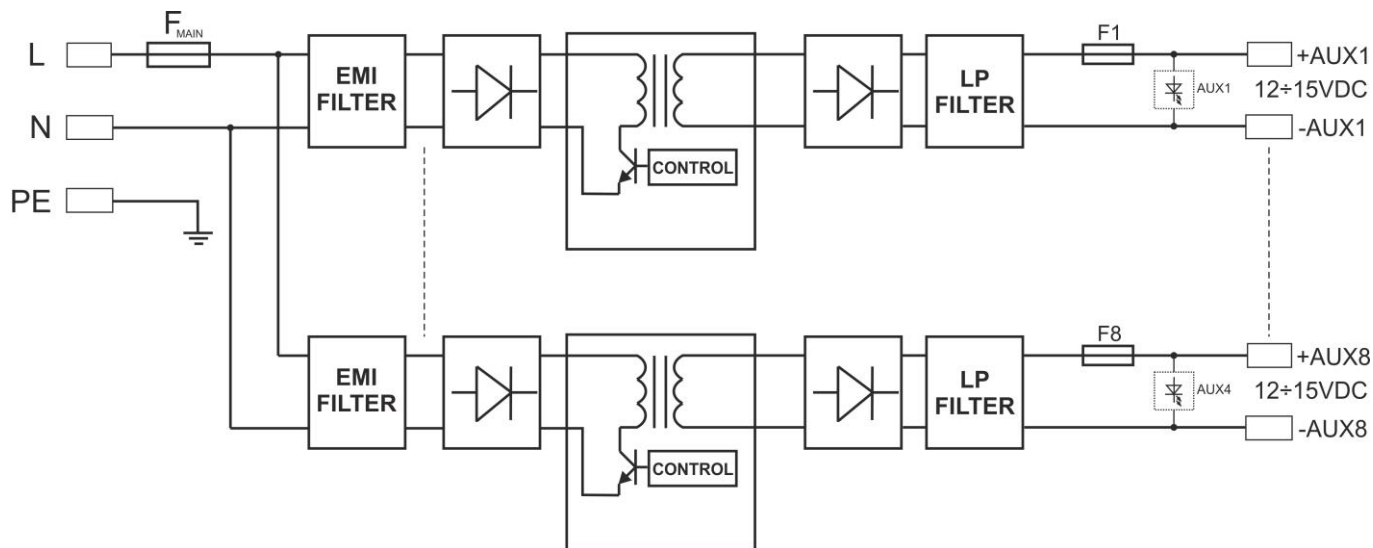 L
F MAIN
N
PE
EMI
FILTER
CONTROL
LP
FILTER
F1
AUX1
+AUX1
12÷15VDC
-AUX1
EMI
FILTER
CONTROL
LP
FILTER
F8
AUX4
+AUX8
12÷15VDC
-AUX8